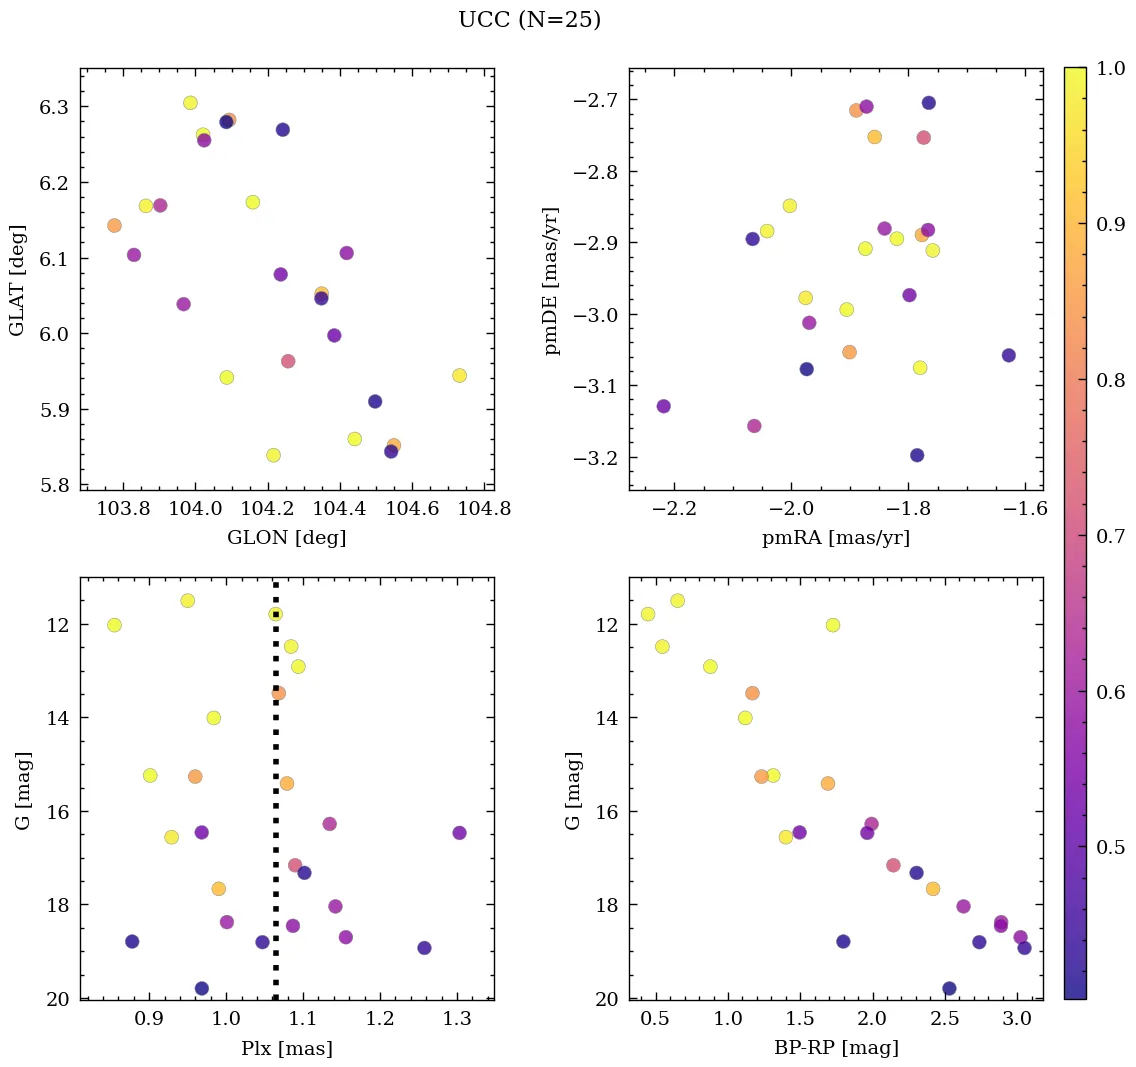 UCC (N=25)
6.3
6.2
6.1
6.0
5.9
5.8
GLAT [deg]
103.8 104.0 104.2 104.4 104.6 104.8
GLON [deg]
−2.7
−2.8
−2.9
−3.0
−3.1
−3.2
pmDE [mas/yr]
−2.2 −2.0 −1.8 −1.6
pmRA [mas/yr]
1.0
0.9
0.8
0.7
0.6
0.5
12
14
16
18
20
G [mag]
0.9 1.0 1.1 1.2 1.3
Plx [mas]
12
14
16
18
20
G [mag]
0.5 1.0 1.5 2.0 2.5 3.0
BP-RP [mag]